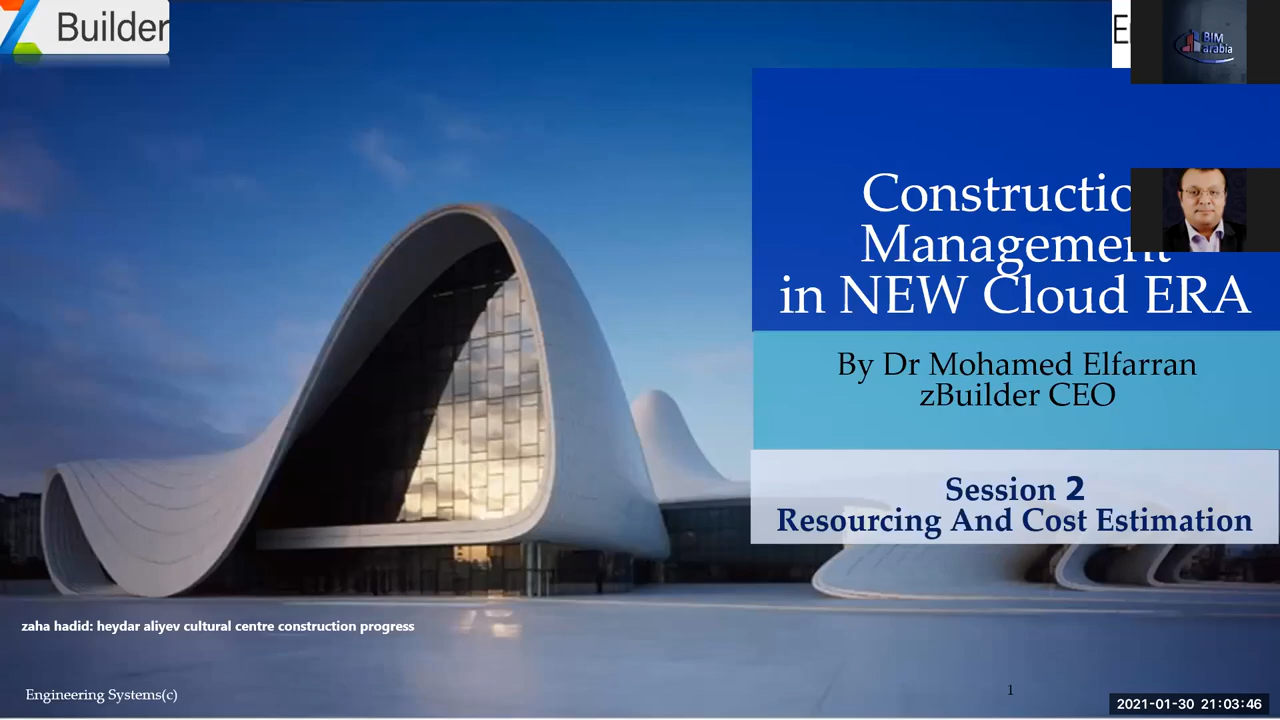 Builder
BIM
arabia
Constructio
Management
in NEW Cloud ERA
By Dr Mohamed Elfarran
zBuilder CEO
Session 2
Resourcing And Cost Estimation
zaha hadid: heydar aliyev cultural centre construction progress
Engineering Systems(c)
1
2021-01-30 21:03:46